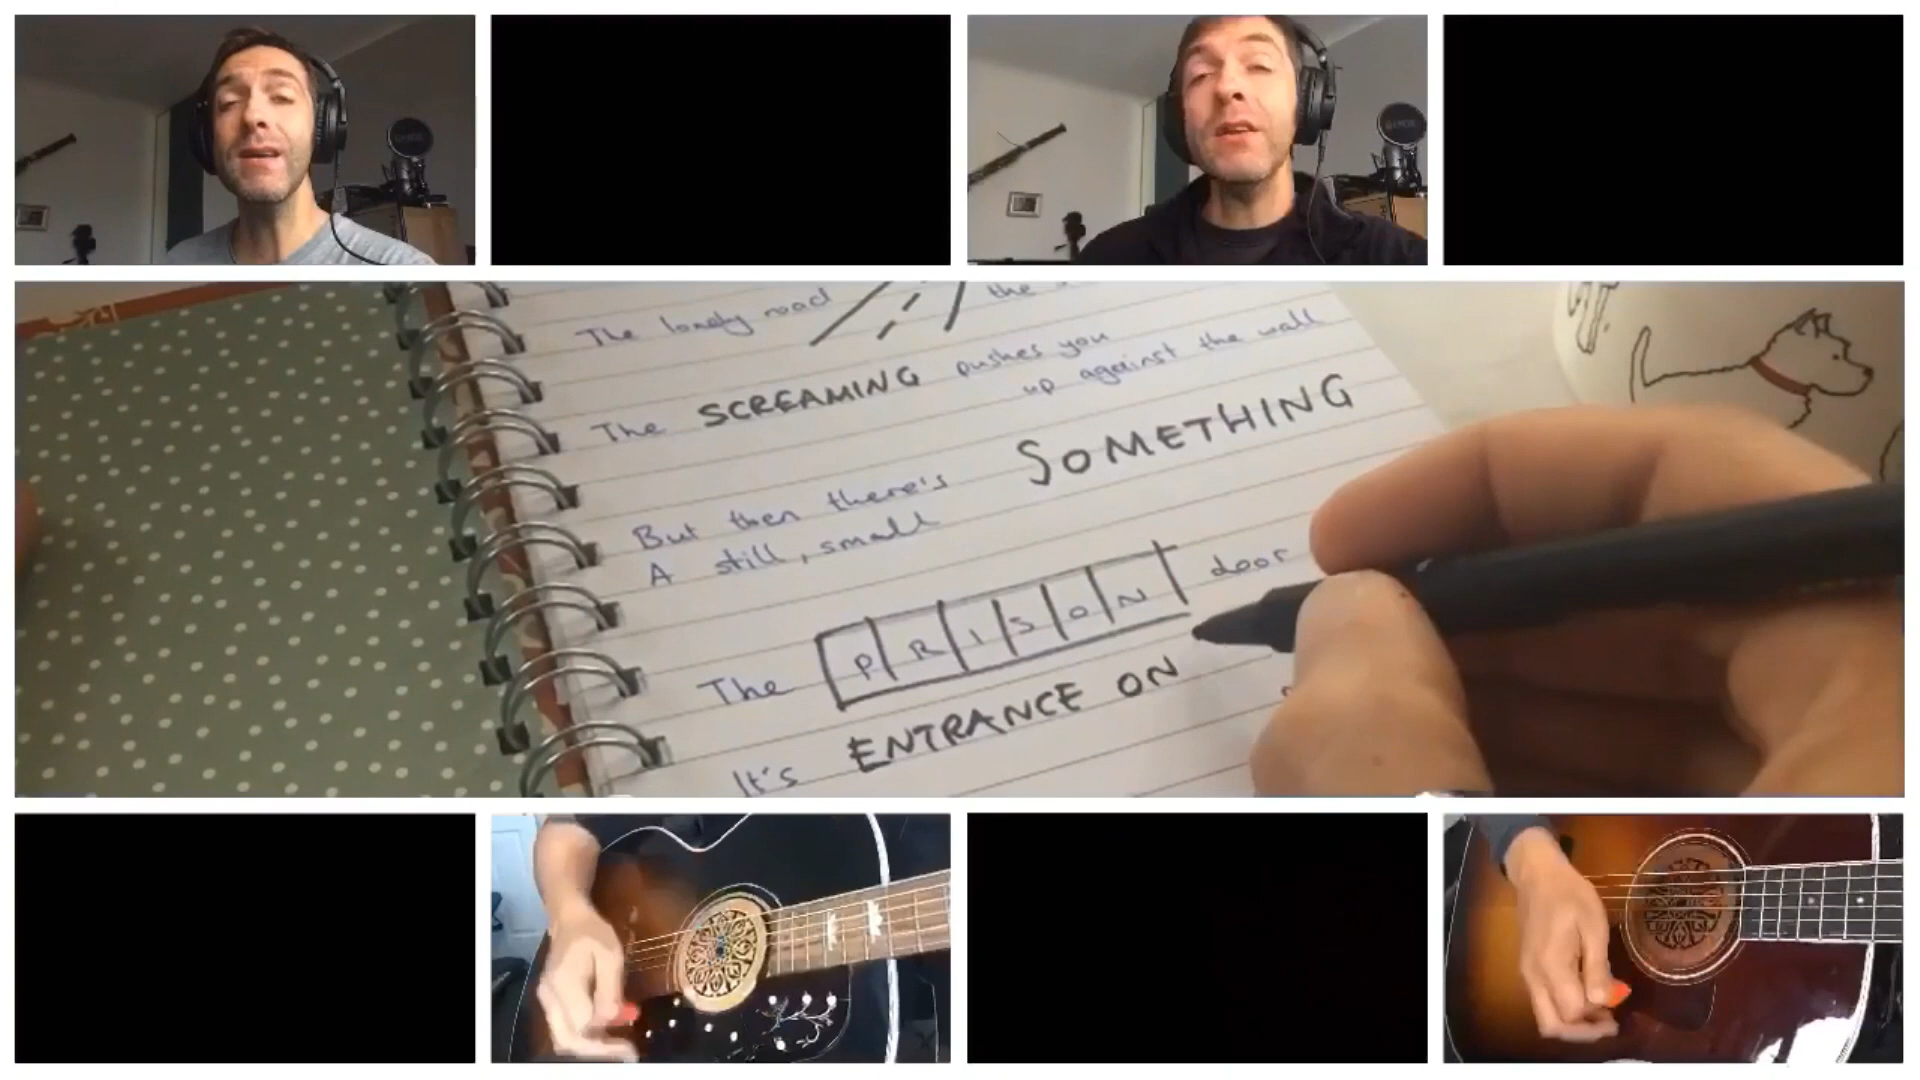 The lonely road the
The SCREAMING pushes you
up against the wall
But then there's SOMETHING
A still, small
The PRISON door
It's ENTRANCE ON